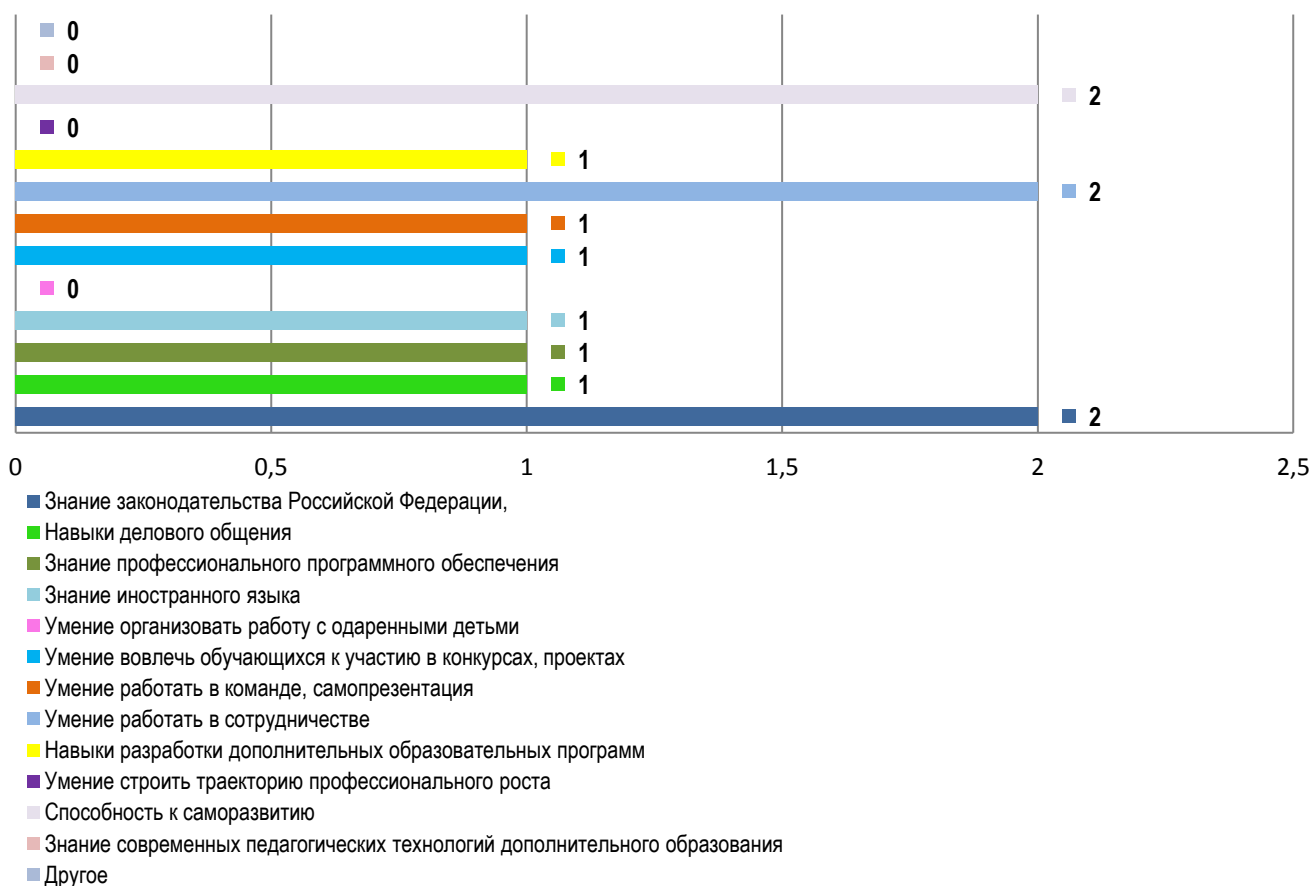 0
0
2
0
1
2
1
1
0
1
1
1
2
0 0,5 1 1,5 2 2,5
Знание законодательства Российской Федерации,
Навыки делового общения
Знание профессионального программного обеспечения
Знание иностранного языка
Умение организовать работу с одаренными детьми
Умение вовлечь обучающихся к участию в конкурсах, проектах
Умение работать в команде, самопрезентация
Умение работать в сотрудничестве
Навыки разработки дополнительных образовательных программ
Умение строить траекторию профессионального роста
Способность к саморазвитию
Знание современных педагогических технологий дополнительного образования
Другое